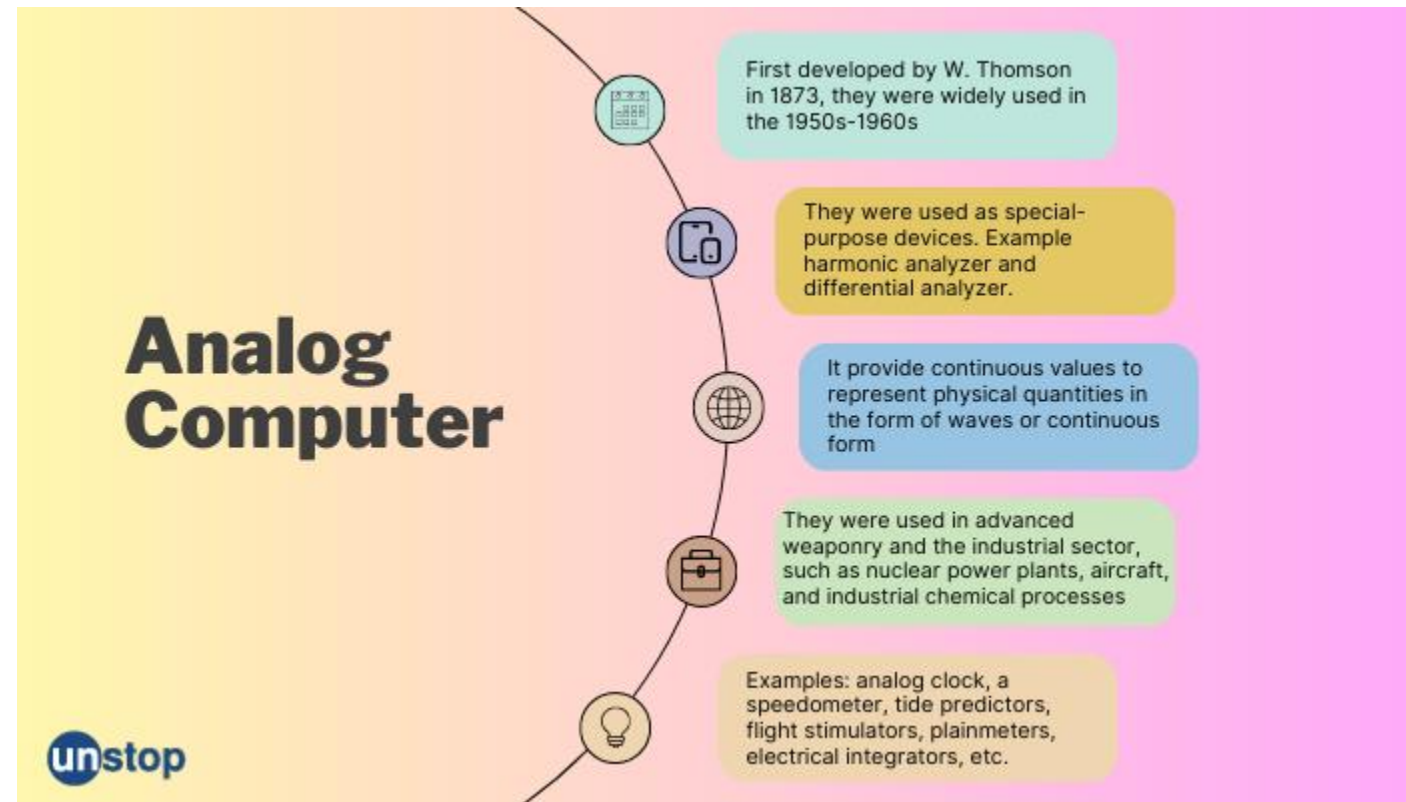 First developed by W. Thomson
in 1873, they were widely used in
the 1950s-1960s
They were used as special-
purpose devices. Example
harmonic analyzer and
differential analyzer.
Analog
Computer
It provide continuous values to
represent physical quantities in
the form of waves or continuous
form
They were used in advanced
weaponry and the industrial sector,
such as nuclear power plants, aircraft,
and industrial chemical processes
Examples: analog clock, a
speedometer, tide predictors,
flight stimulators, plainmeters,
electrical integrators, etc.
unstop